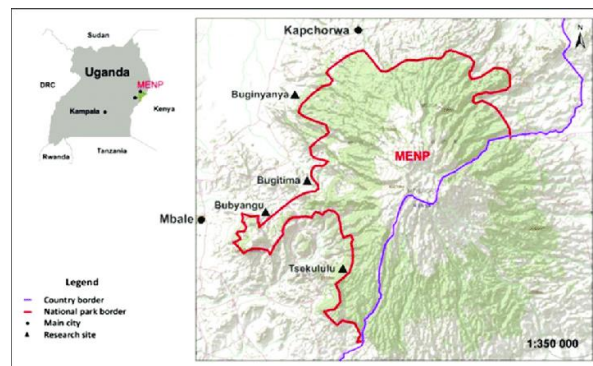 Sudan
Uganda
DRC
MENP
Kampala
Kenya
Rwanda
Tanzania
Legend
Country border
National park border
Main city
Research site
Kapchorwa
N
Buginyanya
MENP
Bugitima
Bubyangu
Mbale
Tsekululu
1:350 000